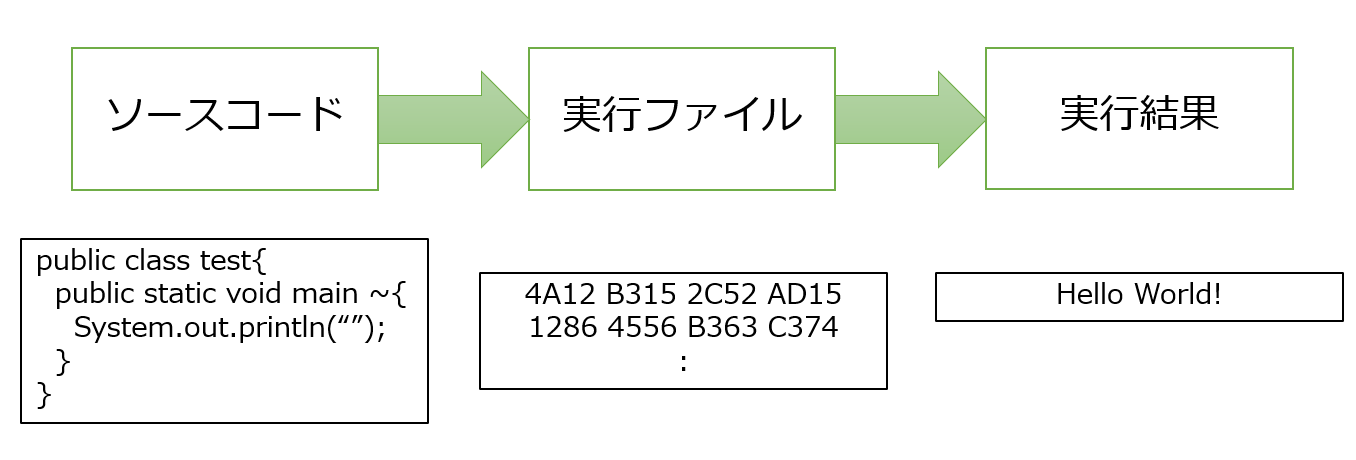 ソースコード
実行ファイル
実行結果
public class test{
public static void main ~{
System.out.println(“”);
}
}
4A12 B315 2C52 AD15
1286 4556 B363 C374
:
Hello World!